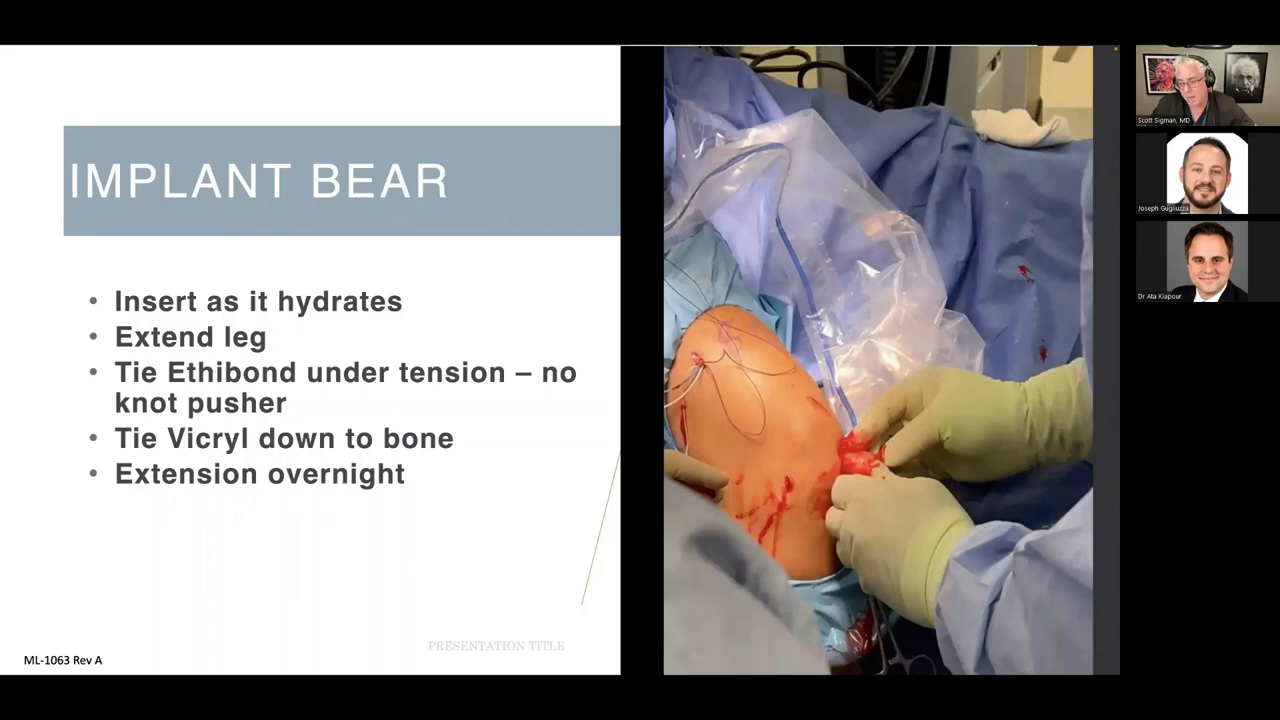 IMPLANT BEAR
• Insert as it hydrates
• Extend leg
• Tie Ethibond under tension – no
knot pusher
• Tie Vicryl down to bone
• Extension overnight
PRESENTATION TITLE
ML-1063 Rev A
Scott Sigman, MD
Joseph Gugliuzza
Dr Ata Kiapour